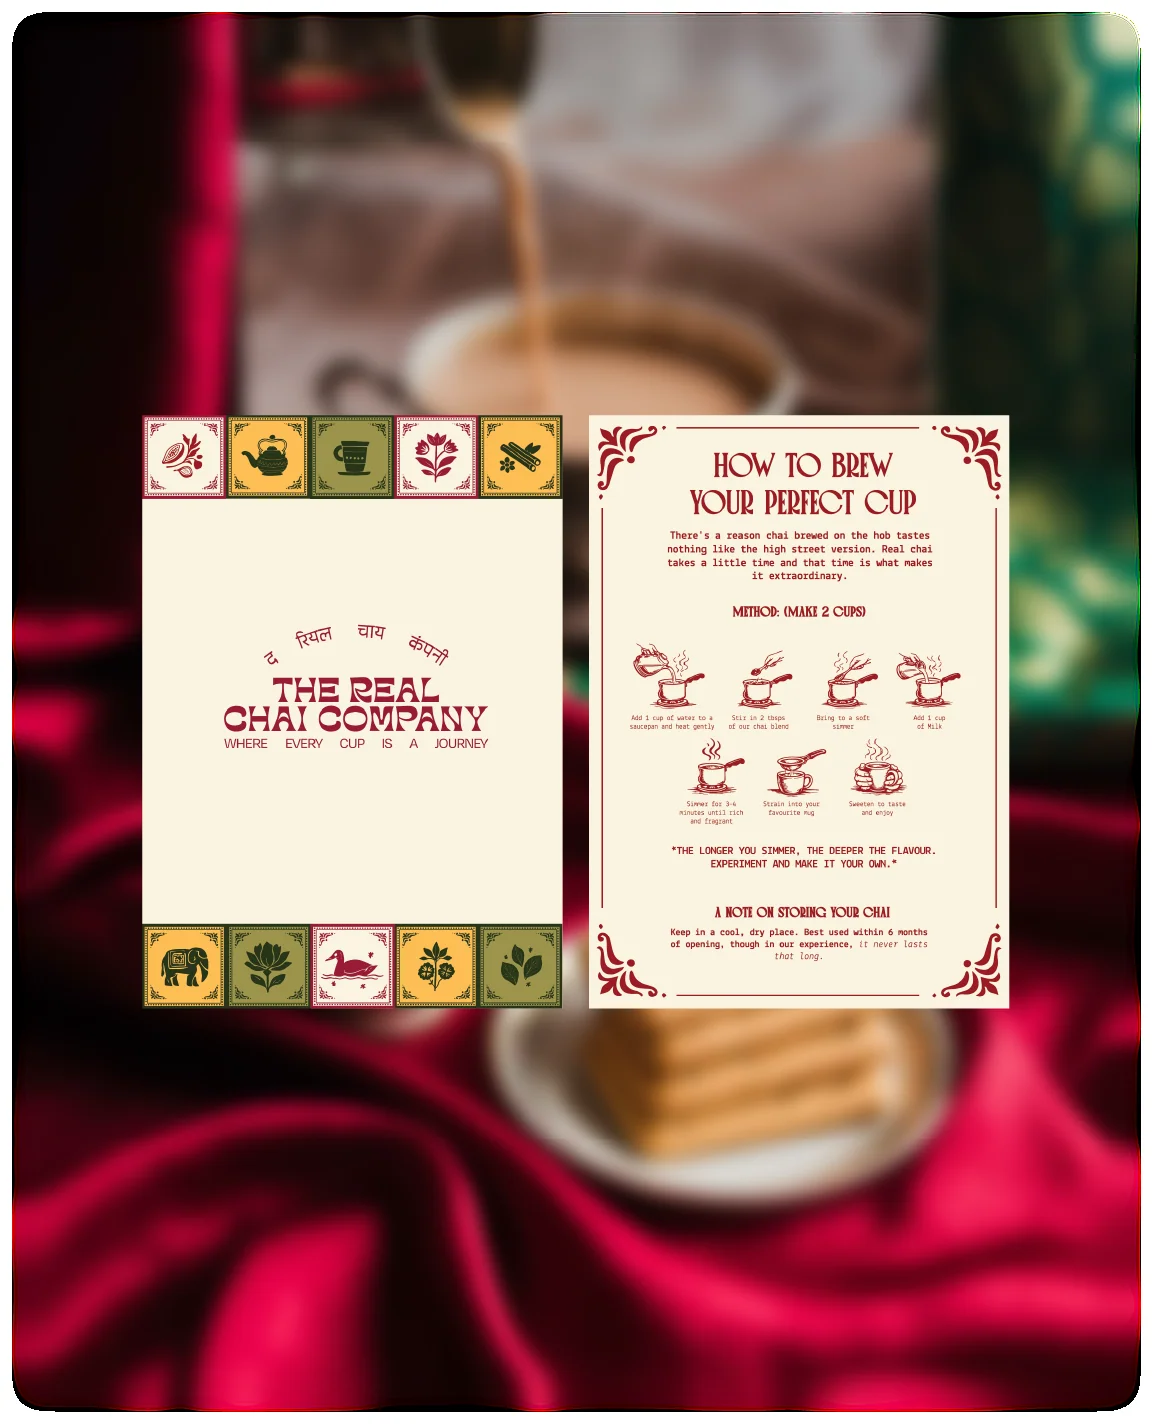 द रियल चाय कंपनी
THE REAL
CHAI COMPANY
WHERE EVERY CUP IS A JOURNEY
HOW TO BREW
YOUR PERFECT CUP
There's a reason chai brewed on the hob tastes
nothing like the high street version. Real chai
takes a little time and that time is what makes
it extraordinary.
METHOD: (MAKE 2 CUPS)
Add 1 cup of water to a
saucepan and heat gently
Stir in 2 tbsps
of our chai blend
Bring to a soft
simmer
Add 1 cup
of Milk
Simmer for 3-4
minutes until rich
and fragrant
Strain into your
favourite mug
Sweeten to taste
and enjoy
*THE LONGER YOU SIMMER, THE DEEPER THE FLAVOUR.
EXPERIMENT AND MAKE IT YOUR OWN.*
A NOTE ON STORING YOUR CHAI
Keep in a cool, dry place. Best used within 6 months
of opening, though in our experience, it never lasts
that long.